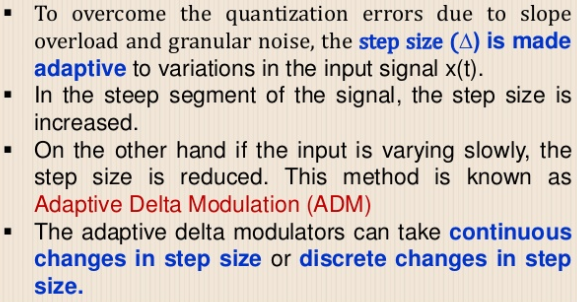 ▪ To overcome the quantization errors due to slope
overload and granular noise, the step size (Δ) is made
adaptive to variations in the input signal x(t).
▪ In the steep segment of the signal, the step size is
increased.
▪ On the other hand if the input is varying slowly, the
step size is reduced. This method is known as
Adaptive Delta Modulation (ADM)
▪ The adaptive delta modulators can take continuous
changes in step size or discrete changes in step
size.